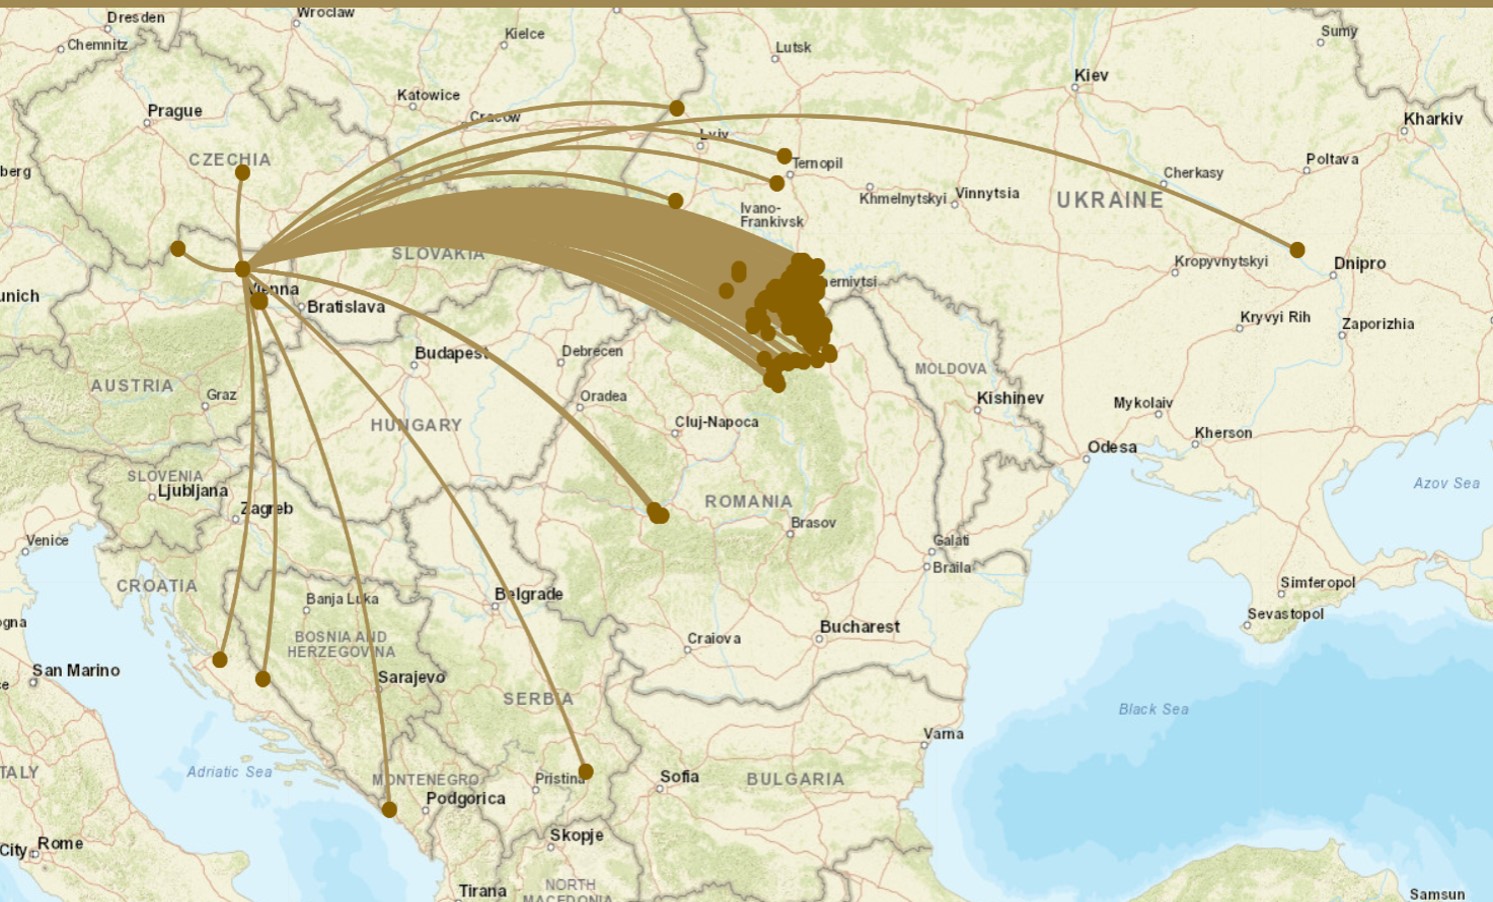 Dresden
Wroclaw
Chemnitz
Kielce
Lutsk
Sumy
Katowice
Kiev
Prague
Cracow
Kharkiv
Lviv
CZECHIA
Ternopil
Poltava
berg
Cherkasy
Khmelnytskyi
Vinnytsia
UKRAINE
Ivano-
Frankivsk
SLOVAKIA
Kropyvnytskyi
Dnipro
hernivtsi
unich
Vienna
Bratislava
Kryvyi Rih
Zaporizhia
Budapest
Debrecen
MOLDOVA
AUSTRIA
Graz
Oradea
Kishinev
Mykolaiv
HUNGARY
Cluj-Napoca
Kherson
Odesa
SLOVENIA
Ljubljana
Azov Sea
ROMANIA
Zagreb
Brasov
Venice
Galati
Braila
CROATIA
Simferopol
Banja Luka
Belgrade
Sevastopol
ogna
BOSNIA AND
HERZEGOVINA
Craiova
Bucharest
San Marino
Sarajevo
SERBIA
Black Sea
Varna
TALY
Adriatic Sea
MONTENEGRO
Pristina
Sofia
BULGARIA
Podgorica
Skopje
City
Rome
Tirana
NORTH
MACEDONIA
Samsun